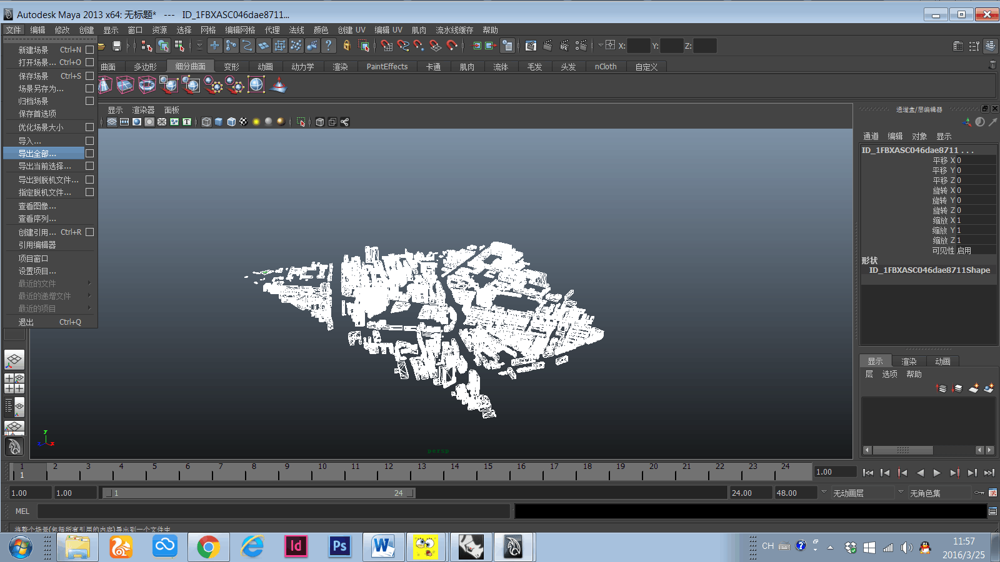 Autodesk Maya 2013 x64: 无标题* --- ID_1FBXASC046dae8711...
文件 编辑 修改 创建 显示 窗口 资源 选择 网格 编辑网格 代理 法线 颜色 创建 UV 编辑 UV 肌肉 流水线缓存 帮助
新建场景 Ctrl+N
打开场景... Ctrl+O
保存场景 Ctrl+S
场景另存为...
归档场景
保存首选项
优化场景大小
导入...
导出全部...
导出当前选择...
导出到脱机文件...
指定脱机文件...
查看图像...
查看序列...
创建引用... Ctrl+R
引用编辑器
项目窗口
设置项目...
最近的文件
最近的递增文件
最近的项目
退出 Ctrl+Q
X: Y: Z:
曲面 多边形 细分曲面 变形 动画 动力学 渲染 PaintEffects 卡通 肌肉 流体 毛发 头发 nCloth 自定义
显示 渲染器 面板
persp
y
z x
通道盒/层编辑器
通道 编辑 对象 显示
ID_1FBXASC046dae8711 . . .
平移 X 0
平移 Y 0
平移 Z 0
旋转 X 0
旋转 Y 0
旋转 Z 0
缩放 X 1
缩放 Y 1
缩放 Z 1
可见性 启用
形状
ID_1FBXASC046dae8711Shape
显示 渲染 动画
层 选项 帮助
1 2 3 4 5 6 7 8 9 10 11 12 13 14 15 16 17 18 19 20 21 22 23 24
1
1.00
1.00 1.00 1 24 24.00 48.00 无动画层 无角色集
MEL
将整个场景(包括所有引用的内容)导出到一个文件中
Id Ps W
CH
11:57
2016/3/25